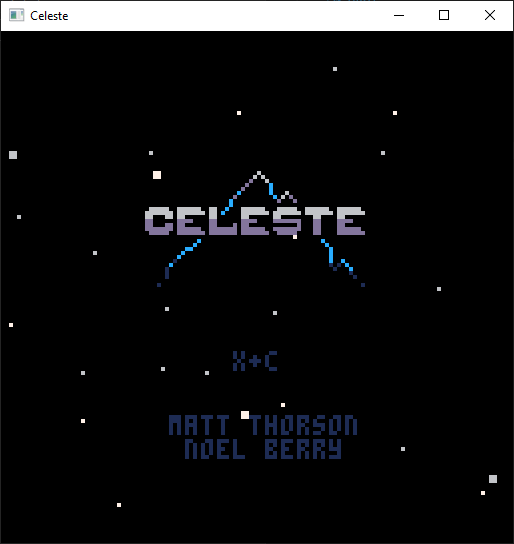 Celeste
CELESTE
X+C
MATT THORSON
NOEL BERRY